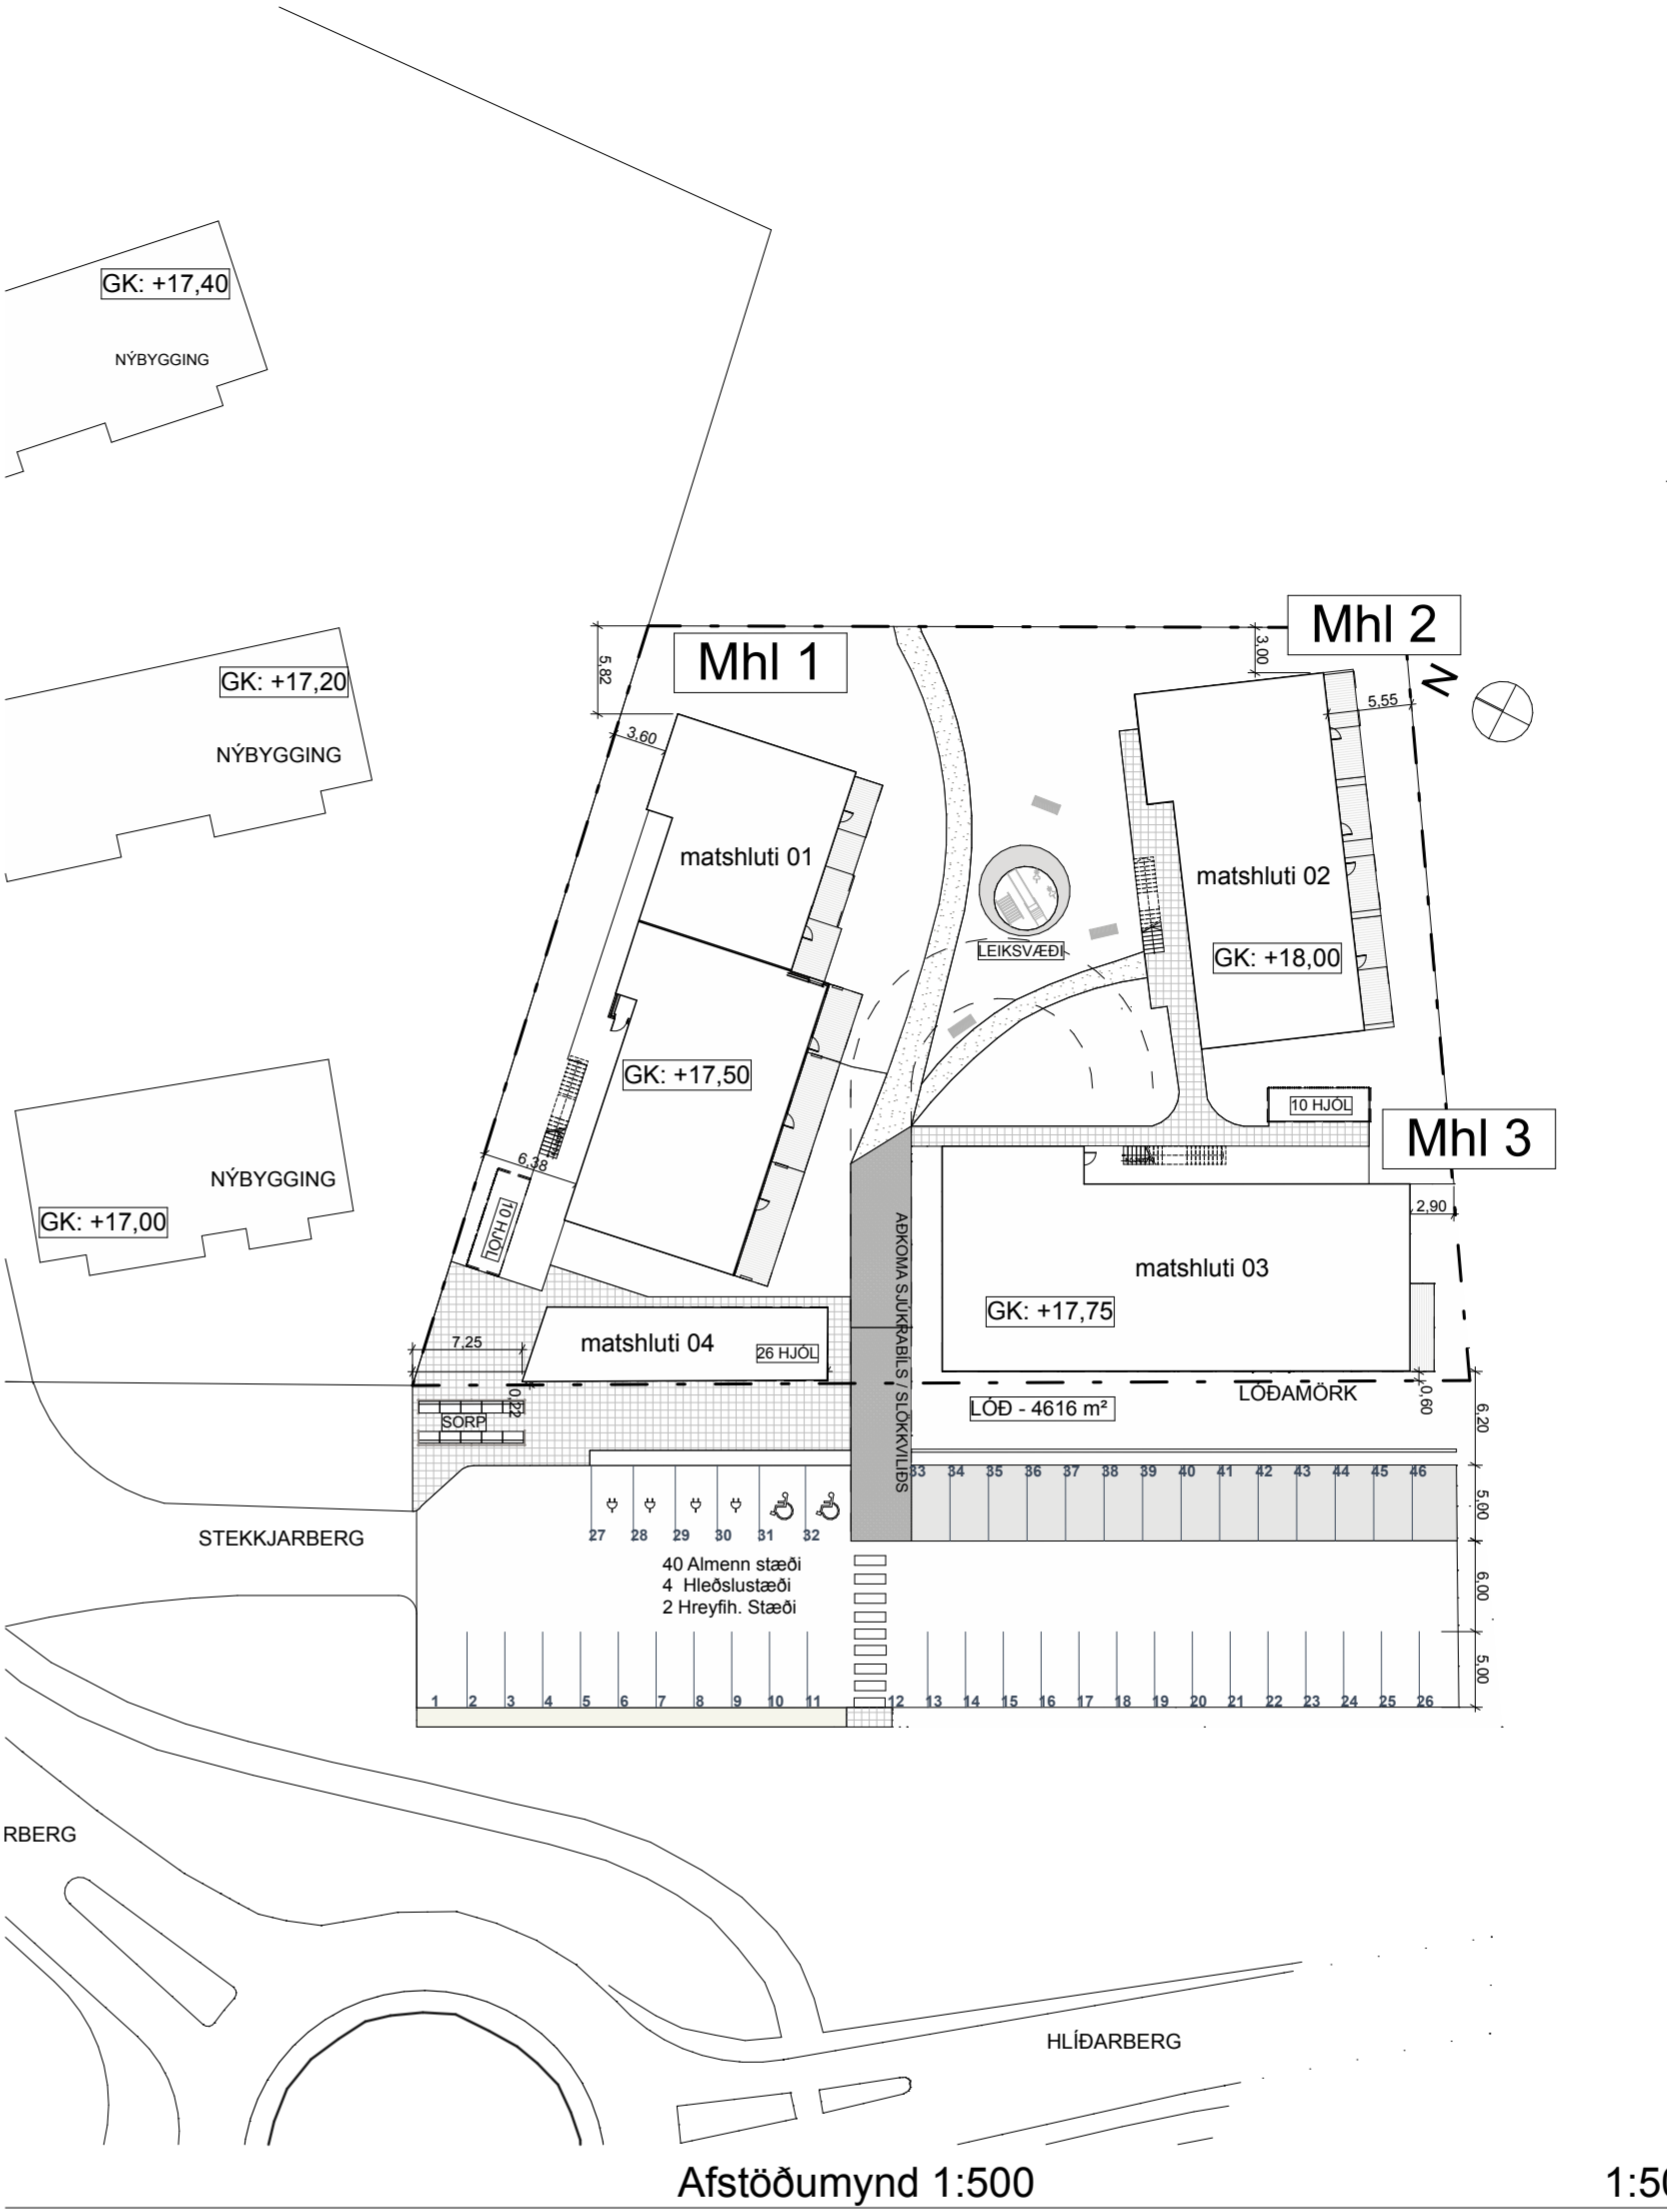 GK: +17,40
NÝBYGGING
GK: +17,20
NÝBYGGING
NÝBYGGING
GK: +17,00
Mhl 1
Mhl 2
N
5,82
3,60
3,00
5,55
matshluti 01
matshluti 02
LEIKSVÆÐI
GK: +18,00
GK: +17,50
10 HJÓL
Mhl 3
6,38
10 HJÓL
2,90
AÐKOMA SJÚKRABÍLS / SLÖKKVILIÐS
matshluti 03
GK: +17,75
7,25
matshluti 04
26 HJÓL
0,22
SORP
LÓÐ - 4616 m²
LÓÐAMÖRK
0,60
6,20
33 34 35 36 37 38 39 40 41 42 43 44 45 46
5,00
27 28 29 30 31 32
STEKKJARBERG
40 Almenn stæði
4 Hleðslustæði
2 Hreyfih. Stæði
6,00
5,00
1 2 3 4 5 6 7 8 9 10 11 12 13 14 15 16 17 18 19 20 21 22 23 24 25 26
RBERG
HLÍÐARBERG
Afstöðumynd 1:500